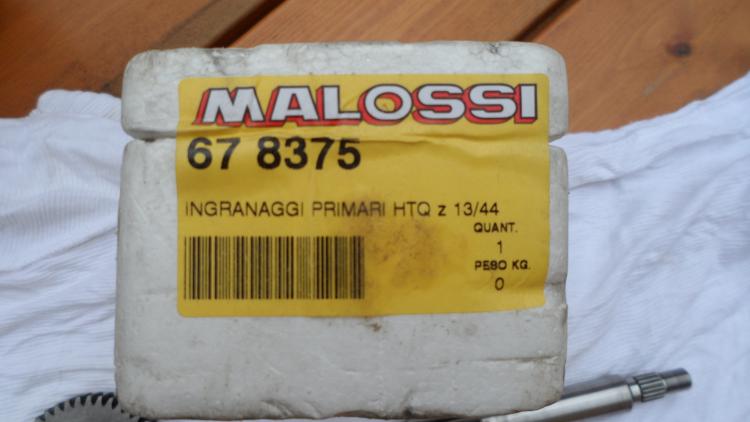 MALOSSI
67 8375
INGRANAGGI PRIMARI HTQ z 13/44
QUANT.
1
PESO KG.
0